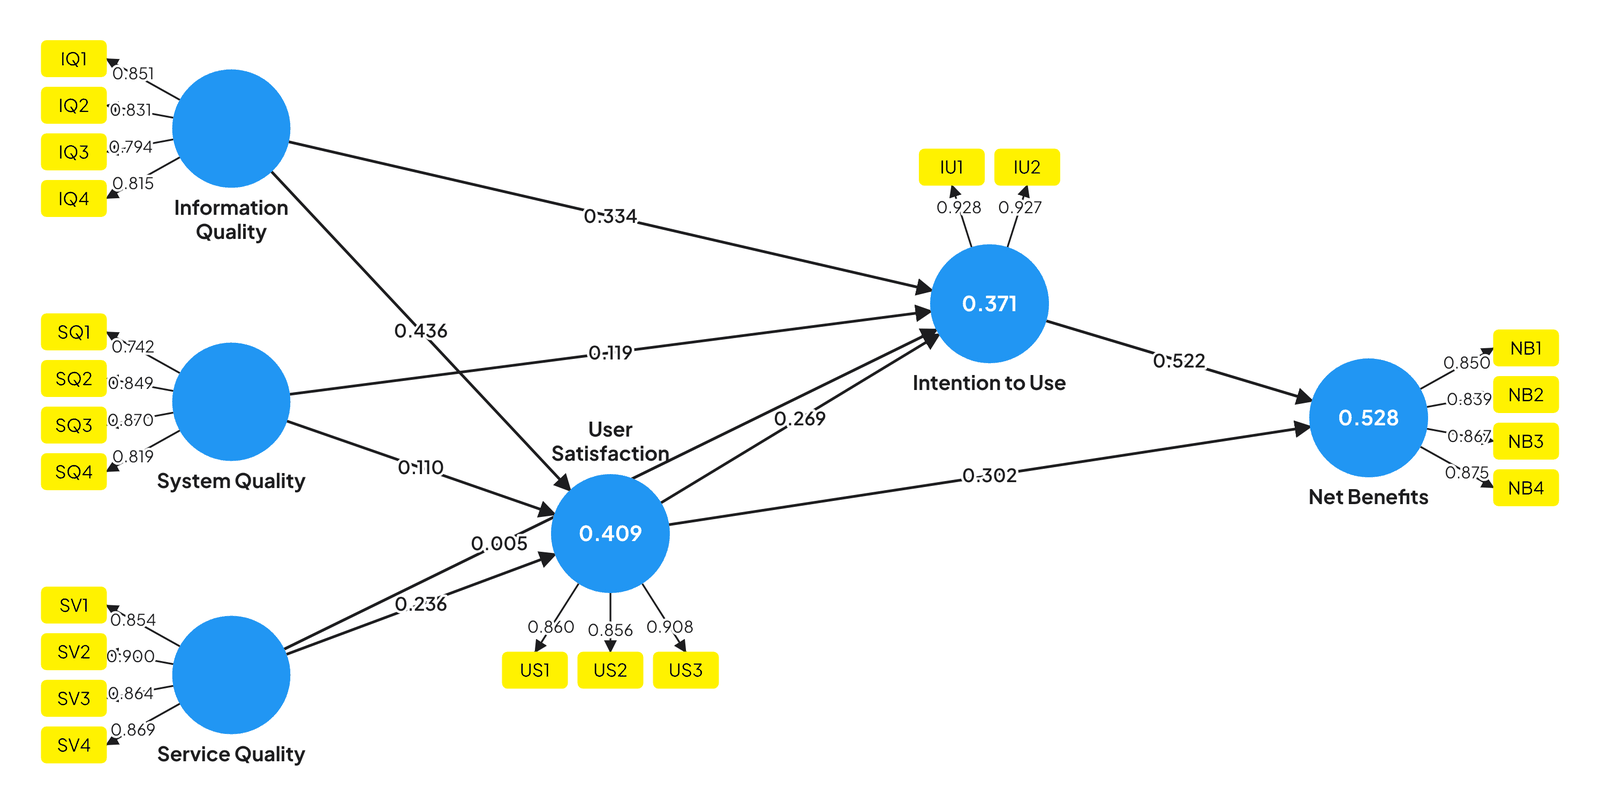 IQ1
0.851
IQ2
0.831
IQ3
0.794
IQ4
0.815
Information
Quality
SQ1
0.742
SQ2
0.849
SQ3
0.870
SQ4
0.819
System Quality
SV1
0.854
SV2
0.900
SV3
0.864
SV4
0.869
Service Quality
0.334
0.436
0.119
0.110
0.005
0.236
User
Satisfaction
0.409
0.860
0.856
0.908
US1
US2
US3
0.269
0.302
IU1
IU2
0.928
0.927
0.371
Intention to Use
0.522
0.528
Net Benefits
0.850
NB1
0.839
NB2
0.867
NB3
0.875
NB4